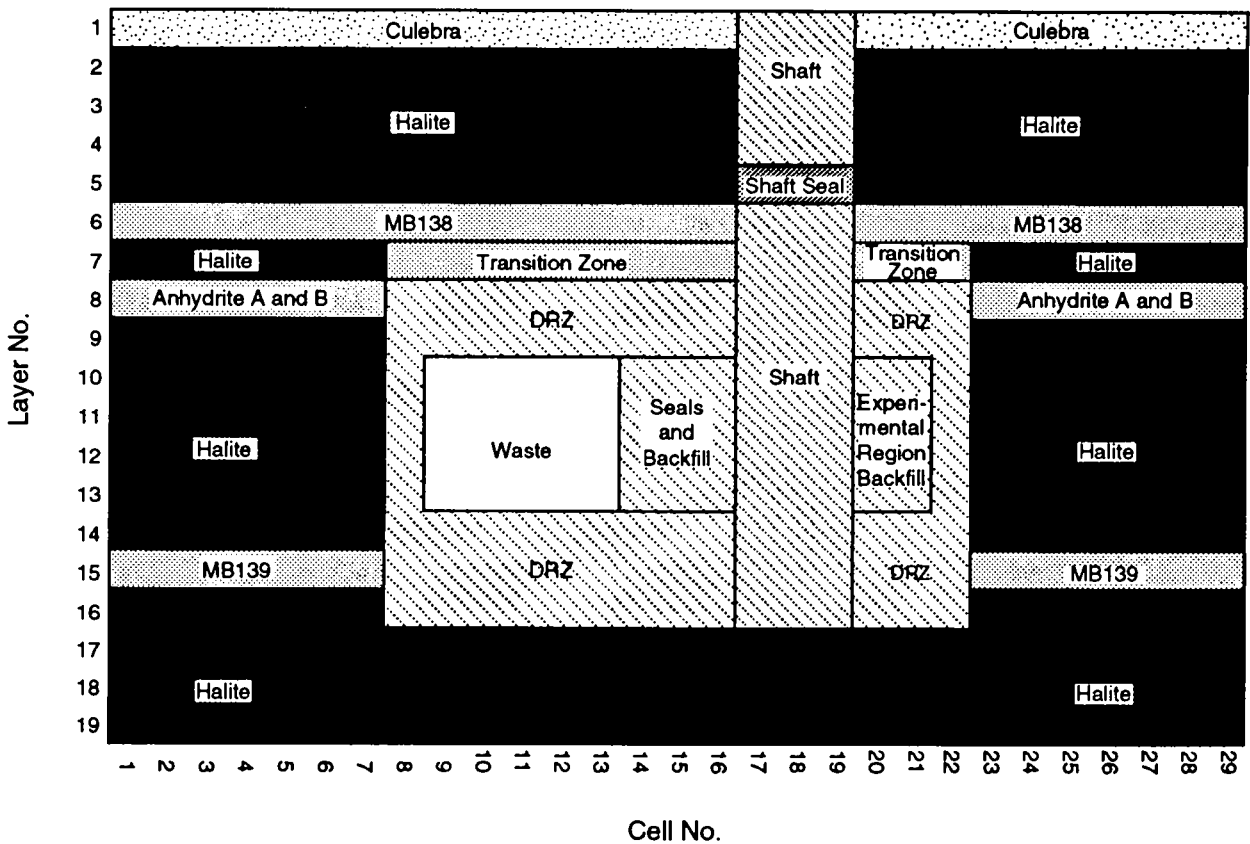 Culebra
Culebra
Shaft
Halite
Halite
Shaft Seal
MB138
MB138
Halite
Transition Zone
Transition
Zone
Halite
Anhydrite A and B
Anhydrite A and B
DRZ
DRZ
Shaft
Waste
Seals
and
Backfill
Experi-
mental
Region
Backfill
Halite
Halite
MB139
DRZ
DRZ
MB139
Halite
Halite
Layer No.
1
2
3
4
5
6
7
8
9
10
11
12
13
14
15
16
17
18
19
1 2 3 4 5 6 7 8 9 10 11 12 13 14 15 16 17 18 19 20 21 22 23 24 25 26 27 28 29
Cell No.